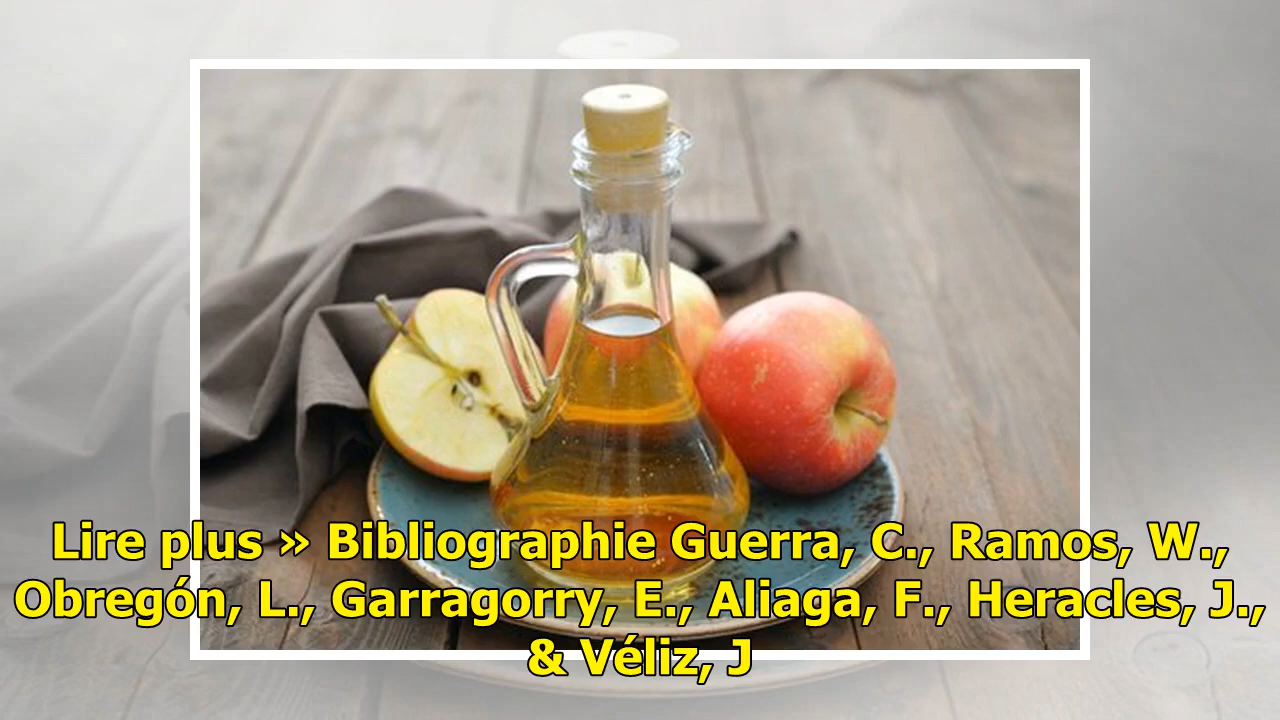 Lire plus » Bibliographie Guerra, C., Ramos, W.,
Obregón, L., Garragorry, E., Aliaga, F., Heracles, J.,
& Véliz, J